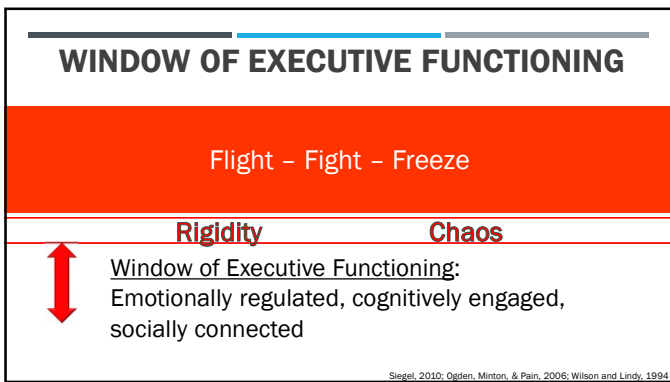 WINDOW OF EXECUTIVE FUNCTIONING
Flight – Fight – Freeze
Rigidity Chaos
Window of Executive Functioning:
Emotionally regulated, cognitively engaged,
socially connected
Siegel, 2010; Ogden, Minton, & Pain, 2006; Wilson and Lindy, 1994